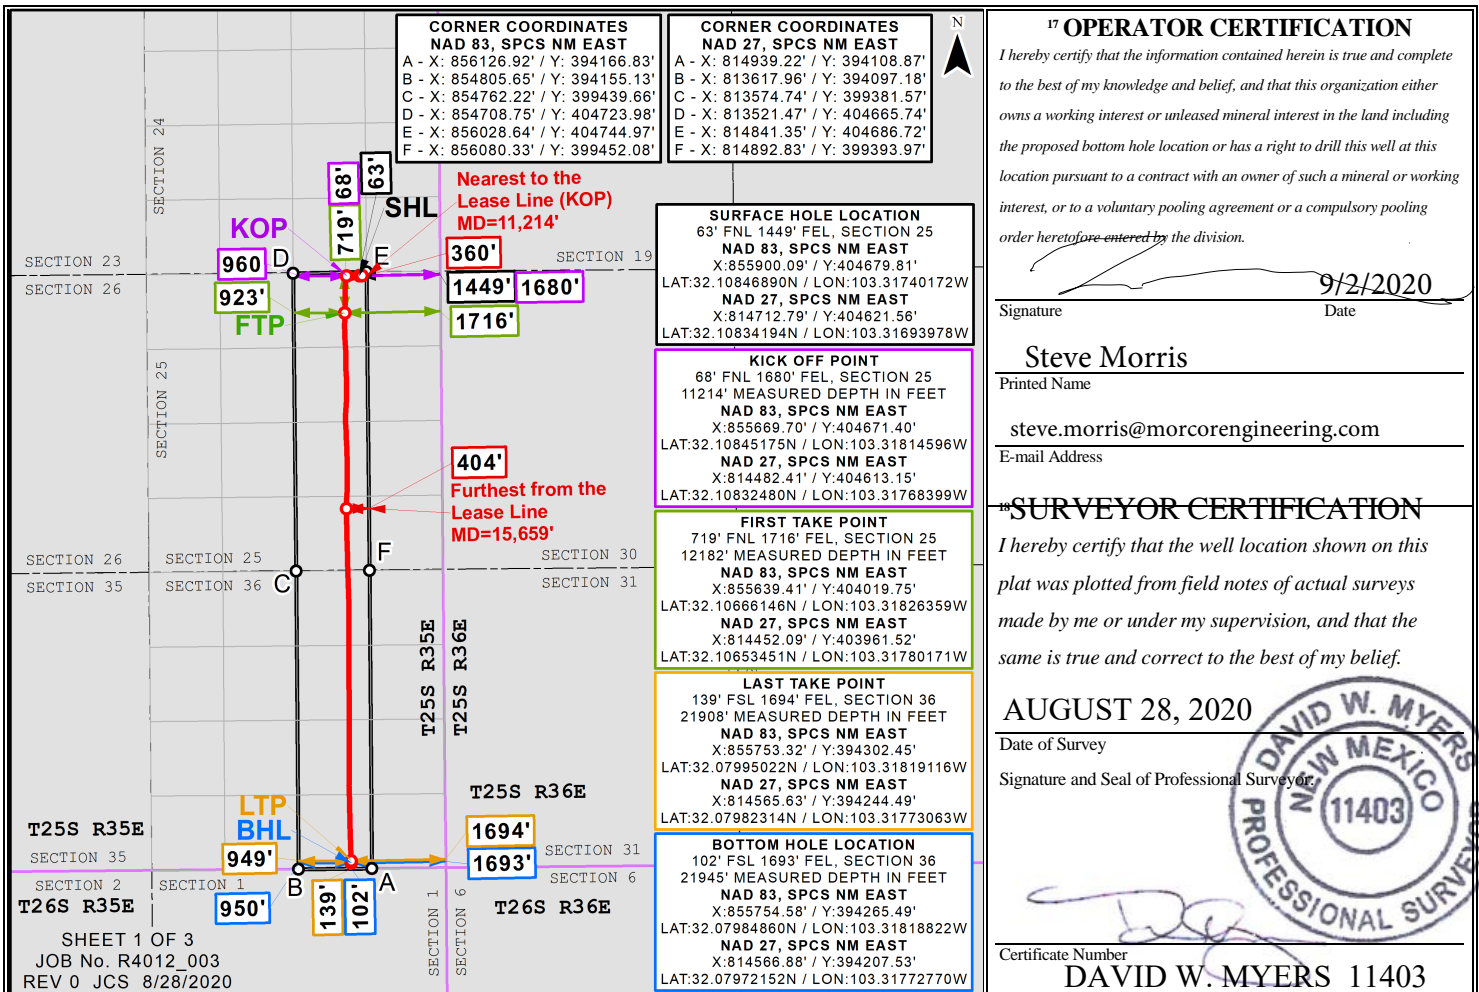 CORNER COORDINATES
NAD 83, SPCS NM EAST
A - X: 856126.92' / Y: 394166.83'
B - X: 854805.65' / Y: 394155.13'
C - X: 854762.22' / Y: 399439.66'
D - X: 854708.75' / Y: 404723.98'
E - X: 856028.64' / Y: 404744.97'
F - X: 856080.33' / Y: 399452.08'
CORNER COORDINATES
NAD 27, SPCS NM EAST
A - X: 814939.22' / Y: 394108.87'
B - X: 813617.96' / Y: 394097.18'
C - X: 813574.74' / Y: 399381.57'
D - X: 813521.47' / Y: 404665.74'
E - X: 814841.35' / Y: 404686.72'
F - X: 814892.83' / Y: 399393.97'
N
SECTION 24
68'
63'
719'
SHL
KOP
Nearest to the
Lease Line (KOP)
MD=11,214'
960
D
E
360'
SECTION 23
SECTION 19
SECTION 26
1449'
1680'
923'
FTP
1716'
SECTION 25
404'
Furthest from the
Lease Line
MD=15,659'
SECTION 26
SECTION 25
F
SECTION 30
SECTION 35
SECTION 36
C
SECTION 31
T25S R35E
T25S R36E
LTP
BHL
T25S R36E
T25S R35E
1694'
949'
1693'
SECTION 35
SECTION 31
SECTION 2
SECTION 1
B
A
SECTION 6
950'
139'
102'
T26S R35E
T26S R36E
SECTION 1
SECTION 6
SHEET 1 OF 3
JOB No. R4012_003
REV 0 JCS 8/28/2020
SURFACE HOLE LOCATION
63' FNL 1449' FEL, SECTION 25
NAD 83, SPCS NM EAST
X:855900.09' / Y:404679.81'
LAT:32.10846890N / LON:103.31740172W
NAD 27, SPCS NM EAST
X:814712.79' / Y:404621.56'
LAT:32.10834194N / LON:103.31693978W
KICK OFF POINT
68' FNL 1680' FEL, SECTION 25
11214' MEASURED DEPTH IN FEET
NAD 83, SPCS NM EAST
X:855669.70' / Y:404671.40'
LAT:32.10845175N / LON:103.31814596W
NAD 27, SPCS NM EAST
X:814482.41' / Y:404613.15'
LAT:32.10832480N / LON:103.31768399W
FIRST TAKE POINT
719' FNL 1716' FEL, SECTION 25
12182' MEASURED DEPTH IN FEET
NAD 83, SPCS NM EAST
X:855639.41' / Y:404019.75'
LAT:32.10666146N / LON:103.31826359W
NAD 27, SPCS NM EAST
X:814452.09' / Y:403961.52'
LAT:32.10653451N / LON:103.31780171W
LAST TAKE POINT
139' FSL 1694' FEL, SECTION 36
21908' MEASURED DEPTH IN FEET
NAD 83, SPCS NM EAST
X:855753.32' / Y:394302.45'
LAT:32.07995022N / LON:103.31819116W
NAD 27, SPCS NM EAST
X:814565.63' / Y:394244.49'
LAT:32.07982314N / LON:103.31773063W
BOTTOM HOLE LOCATION
102' FSL 1693' FEL, SECTION 36
21945' MEASURED DEPTH IN FEET
NAD 83, SPCS NM EAST
X:855754.58' / Y:394265.49'
LAT:32.07984860N / LON:103.31818822W
NAD 27, SPCS NM EAST
X:814566.88' / Y:394207.53'
LAT:32.07972152N / LON:103.31772770W
17 OPERATOR CERTIFICATION
I hereby certify that the information contained herein is true and complete
to the best of my knowledge and belief, and that this organization either
owns a working interest or unleased mineral interest in the land including
the proposed bottom hole location or has a right to drill this well at this
location pursuant to a contract with an owner of such a mineral or working
interest, or to a voluntary pooling agreement or a compulsory pooling
order heretofore entered by the division.
9/2/2020
Signature Date
Steve Morris
Printed Name
steve.morris@morcorengineering.com
E-mail Address
18 SURVEYOR CERTIFICATION
I hereby certify that the well location shown on this
plat was plotted from field notes of actual surveys
made by me or under my supervision, and that the
same is true and correct to the best of my belief.
AUGUST 28, 2020
Date of Survey
Signature and Seal of Professional Surveyor:
DAVID W. MYERS
NEW MEXICO
11403
PROFESSIONAL SURVEYOR
Certificate Number
DAVID W. MYERS 11403